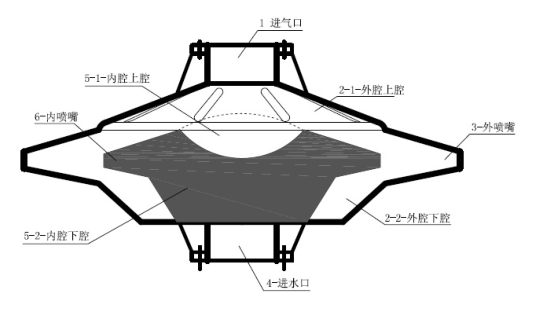 1 进气口
5-1-内腔上腔
2-1-外腔上腔
6-内喷嘴
3-外喷嘴
5-2-内腔下腔
2-2-外腔下腔
4-进水口